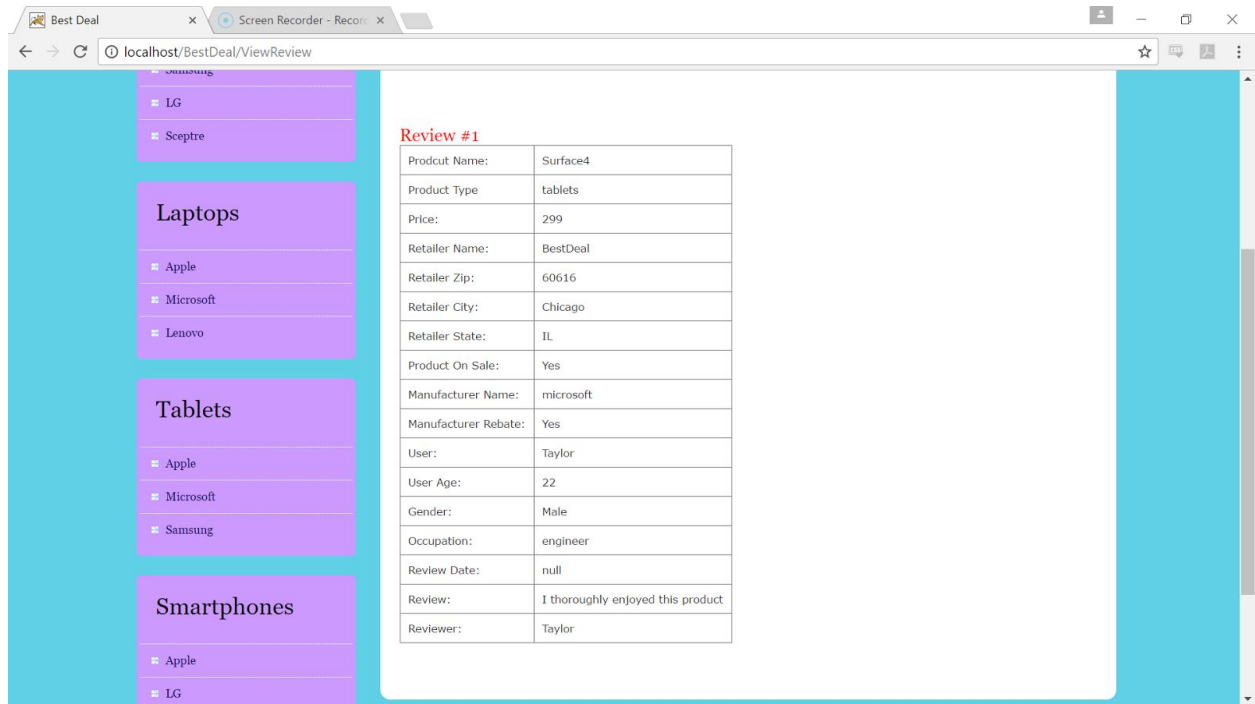 Best Deal
Screen Recorder - Recor
localhost/BestDeal/ViewReview
Samsung
LG
Sceptre
Laptops
Apple
Microsoft
Lenovo
Tablets
Apple
Microsoft
Samsung
Smartphones
Apple
LG
Review #1
Prodcut Name: Surface4
Product Type tablets
Price: 299
Retailer Name: BestDeal
Retailer Zip: 60616
Retailer City: Chicago
Retailer State: IL
Product On Sale: Yes
Manufacturer Name: microsoft
Manufacturer Rebate: Yes
User: Taylor
User Age: 22
Gender: Male
Occupation: engineer
Review Date: null
Review: I thoroughly enjoyed this product
Reviewer: Taylor